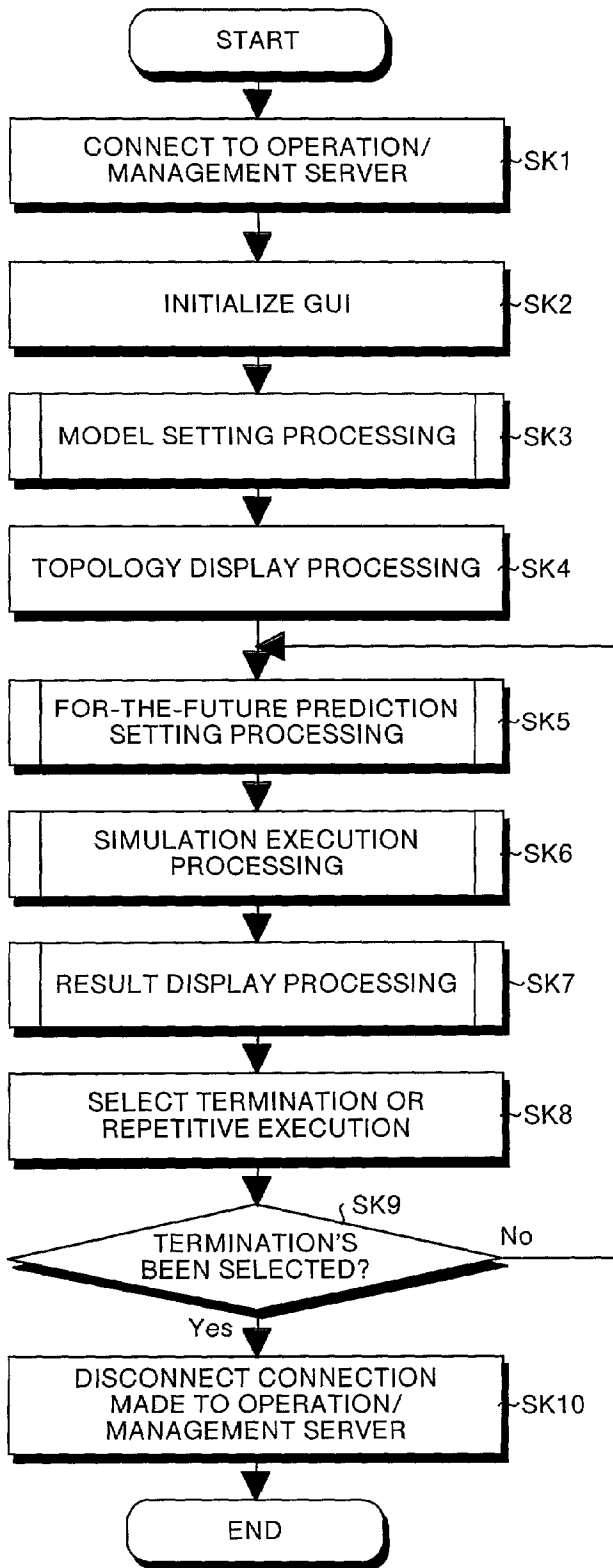 START
CONNECT TO OPERATION/
MANAGEMENT SERVER
SK1
INITIALIZE GUI
SK2
MODEL SETTING PROCESSING
SK3
TOPOLOGY DISPLAY PROCESSING
SK4
FOR-THE-FUTURE PREDICTION
SETTING PROCESSING
SK5
SIMULATION EXECUTION
PROCESSING
SK6
RESULT DISPLAY PROCESSING
SK7
SELECT TERMINATION OR
REPETITIVE EXECUTION
SK8
SK9
TERMINATION'S
BEEN SELECTED?
No
Yes
DISCONNECT CONNECTION
MADE TO OPERATION/
MANAGEMENT SERVER
SK10
END